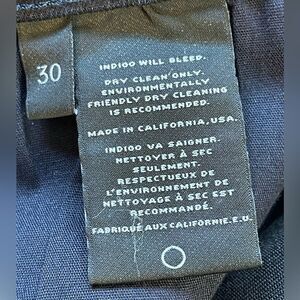 30
INDIGO WILL BLEED.
DRY CLEAN ONLY.
ENVIRONMENTALLY
FRIENDLY DRY CLEANING
IS RECOMMENDED.
MADE IN CALIFORNIA, USA.
INDIGO VA SAIGNER.
NETTOYER À SEC
SEULEMENT.
RESPECTUEUX DE
L'ENVIRONNEMENT DE
NETTOYAGE À SEC EST
RECOMMANDÉ.
FABRIQUÉ AUX CALIFORNIE, E.U.